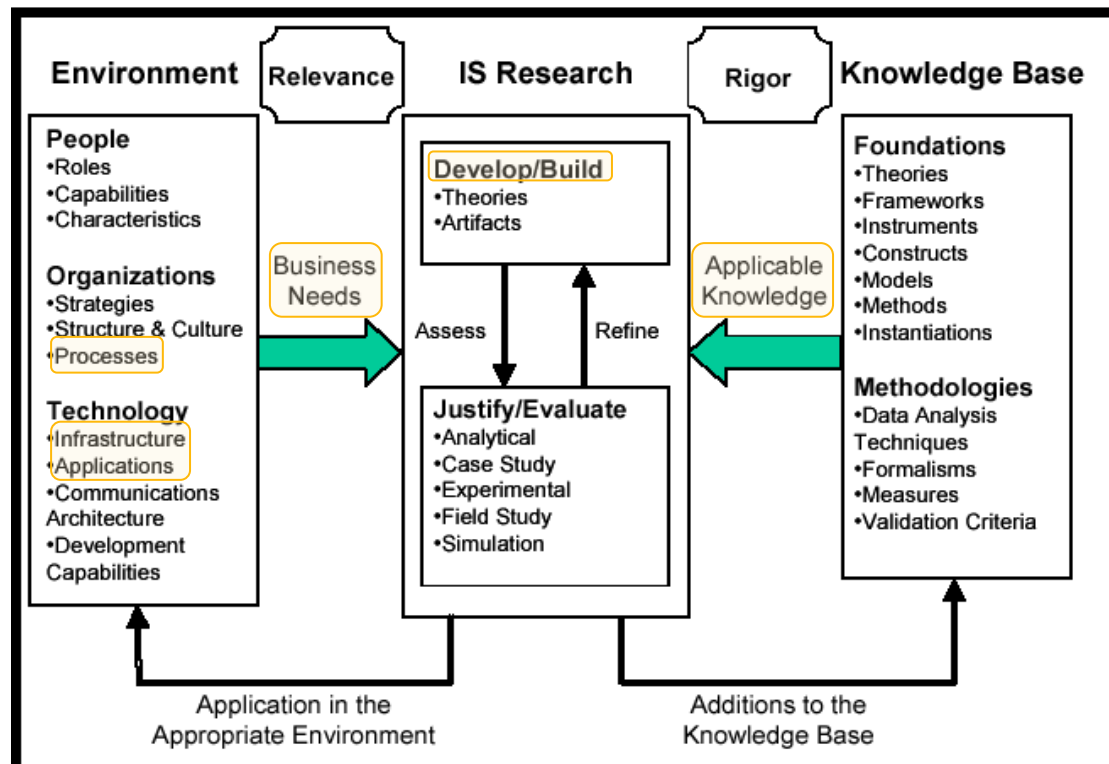 Environment
Relevance
IS Research
Rigor
Knowledge Base
People
•Roles
•Capabilities
•Characteristics
Organizations
•Strategies
•Structure & Culture
•Processes
Technology
•Infrastructure
•Applications
•Communications
Architecture
•Development
Capabilities
Business
Needs
Develop/Build
•Theories
•Artifacts
Assess
Refine
Justify/Evaluate
•Analytical
•Case Study
•Experimental
•Field Study
•Simulation
Applicable
Knowledge
Foundations
•Theories
•Frameworks
•Instruments
•Constructs
•Models
•Methods
•Instantiations
Methodologies
•Data Analysis
Techniques
•Formalisms
•Measures
•Validation Criteria
Application in the
Appropriate Environment
Additions to the
Knowledge Base